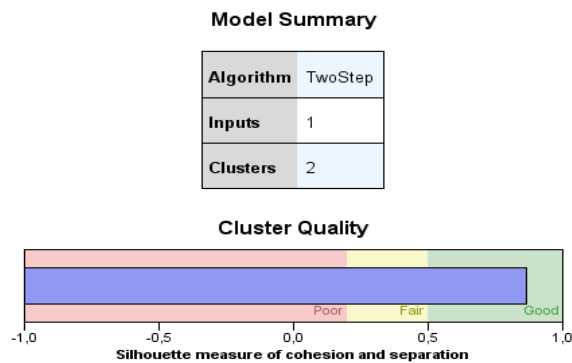 Model Summary
Algorithm TwoStep
Inputs 1
Clusters 2
Cluster Quality
Poor Fair Good
-1,0 -0,5 0,0 0,5 1,0
Silhouette measure of cohesion and separation